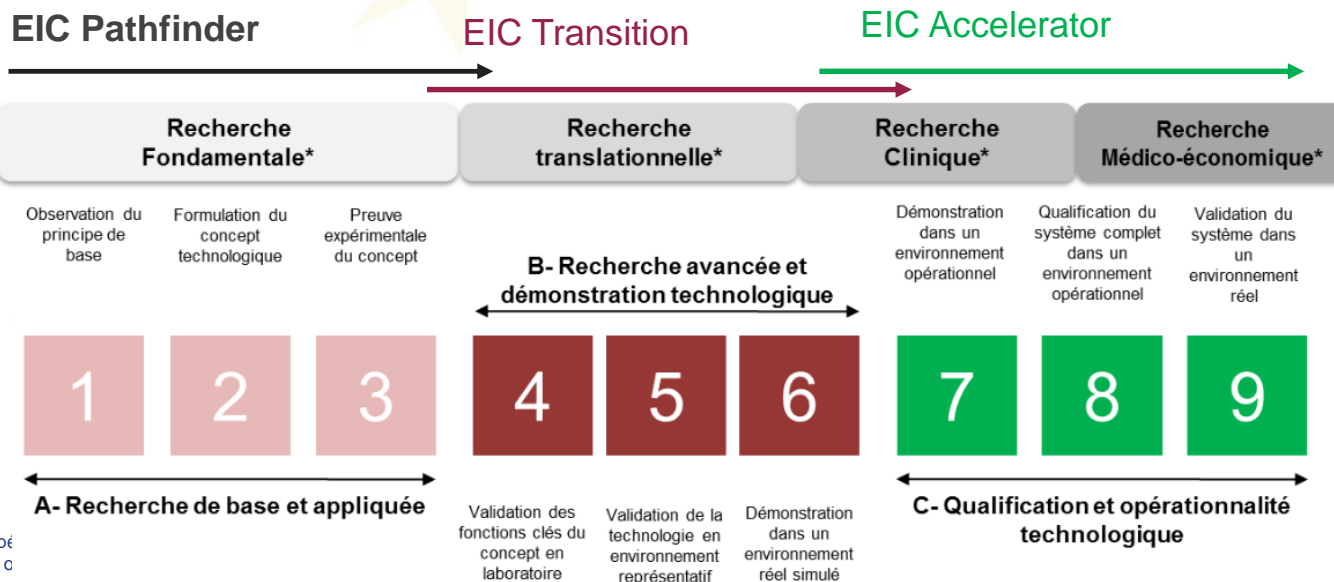 EIC Pathfinder
EIC Transition
EIC Accelerator
Recherche
Fondamentale*
Recherche
translationnelle*
Recherche
Clinique*
Recherche
Médico-économique*
Observation du
principe de
base
Formulation du
concept
technologique
Preuve
expérimentale
du concept
B- Recherche avancée et
démonstration technologique
Démonstration
dans un
environnement
opérationnel
Qualification du
système complet
dans un
environnement
opérationnel
Validation du
système dans
un
environnement
réel
1
2
3
4
5
6
7
8
9
A- Recherche de base et appliquée
Validation des
fonctions clés du
concept en
laboratoire
Validation de la
technologie en
environnement
représentatif
Démonstration
dans un
environnement
réel simulé
C- Qualification et opérationnalité
technologique